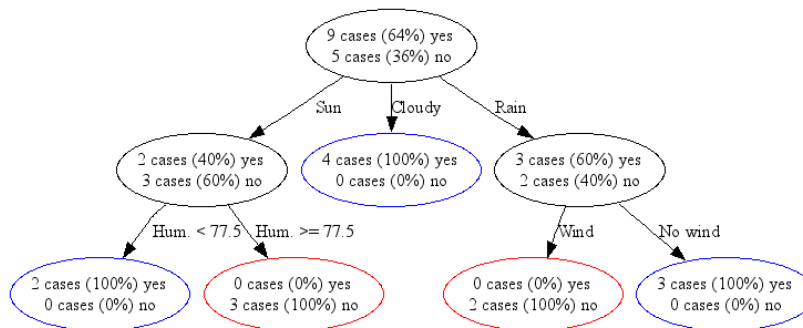 9 cases (64%) yes
5 cases (36%) no
Sun
Cloudy
Rain
2 cases (40%) yes
3 cases (60%) no
4 cases (100%) yes
0 cases (0%) no
3 cases (60%) yes
2 cases (40%) no
Hum. < 77.5
Hum. >= 77.5
Wind
No wind
2 cases (100%) yes
0 cases (0%) no
0 cases (0%) yes
3 cases (100%) no
0 cases (0%) yes
2 cases (100%) no
3 cases (100%) yes
0 cases (0%) no